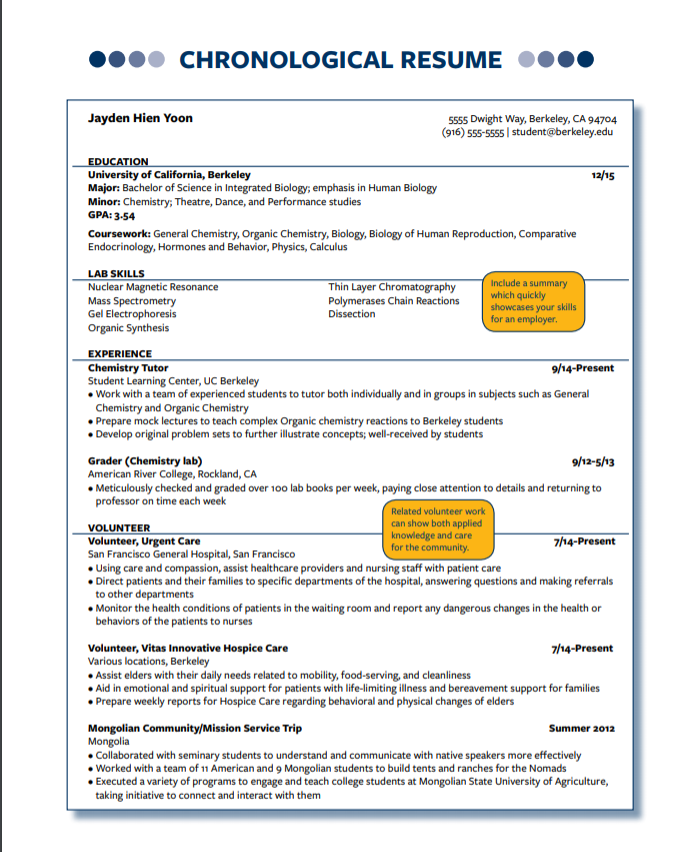 CHRONOLOGICAL RESUME
Jayden Hien Yoon
5555 Dwight Way, Berkeley, CA 94704
(916) 555-5555 | student@berkeley.edu
EDUCATION
University of California, Berkeley 12/15
Major: Bachelor of Science in Integrated Biology; emphasis in Human Biology
Minor: Chemistry; Theatre, Dance, and Performance studies
GPA: 3.54
Coursework: General Chemistry, Organic Chemistry, Biology, Biology of Human Reproduction, Comparative
Endocrinology, Hormones and Behavior, Physics, Calculus
LAB SKILLS
Nuclear Magnetic Resonance
Mass Spectrometry
Gel Electrophoresis
Organic Synthesis
Thin Layer Chromatography
Polymerases Chain Reactions
Dissection
Include a summary
which quickly
showcases your skills
for an employer.
EXPERIENCE
Chemistry Tutor 9/14-Present
Student Learning Center, UC Berkeley
• Work with a team of experienced students to tutor both individually and in groups in subjects such as General
Chemistry and Organic Chemistry
• Prepare mock lectures to teach complex Organic chemistry reactions to Berkeley students
• Develop original problem sets to further illustrate concepts; well-received by students
Grader (Chemistry lab) 9/12-5/13
American River College, Rockland, CA
• Meticulously checked and graded over 100 lab books per week, paying close attention to details and returning to
professor on time each week
Related volunteer work
can show both applied
knowledge and care
for the community.
VOLUNTEER
Volunteer, Urgent Care 7/14-Present
San Francisco General Hospital, San Francisco
• Using care and compassion, assist healthcare providers and nursing staff with patient care
• Direct patients and their families to specific departments of the hospital, answering questions and making referrals
to other departments
• Monitor the health conditions of patients in the waiting room and report any dangerous changes in the health or
behaviors of the patients to nurses
Volunteer, Vitas Innovative Hospice Care 7/14-Present
Various locations, Berkeley
• Assist elders with their daily needs related to mobility, food-serving, and cleanliness
• Aid in emotional and spiritual support for patients with life-limiting illness and bereavement support for families
• Prepare weekly reports for Hospice Care regarding behavioral and physical changes of elders
Mongolian Community/Mission Service Trip Summer 2012
Mongolia
• Collaborated with seminary students to understand and communicate with native speakers more effectively
• Worked with a team of 11 American and 9 Mongolian students to build tents and ranches for the Nomads
• Executed a variety of programs to engage and teach college students at Mongolian State University of Agriculture,
taking initiative to connect and interact with them